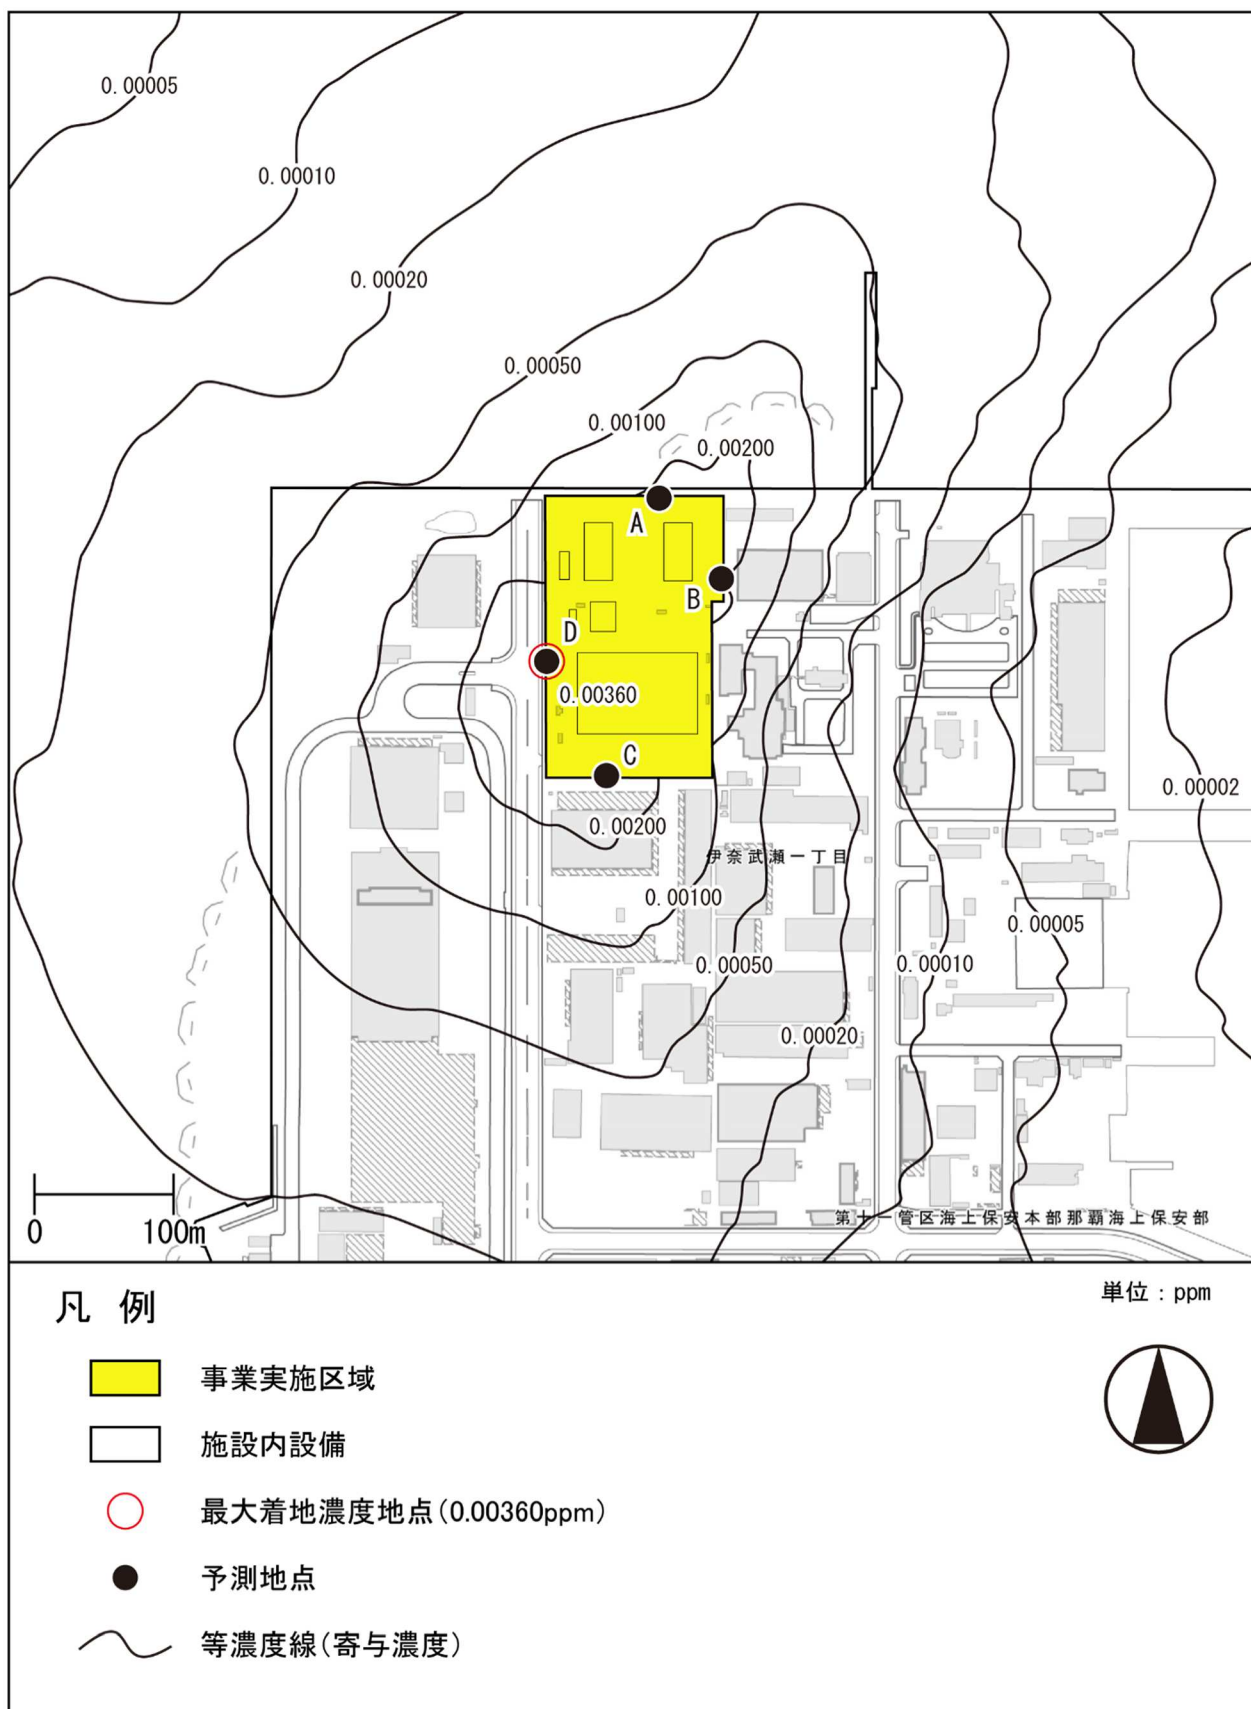 0.00005
0.00010
0.00020
0.00050
0.00100
0.00200
A
B
D
0.00360
C
0.00002
0.00200
伊奈武瀬一丁目
0.00100
0.00005
0.00050
0.00010
0.00020
第十一管区海上保安本部那覇海上保安部
0 100m
凡 例
単位：ppm
事業実施区域
施設内設備
最大着地濃度地点(0.00360ppm)
予測地点
等濃度線(寄与濃度)